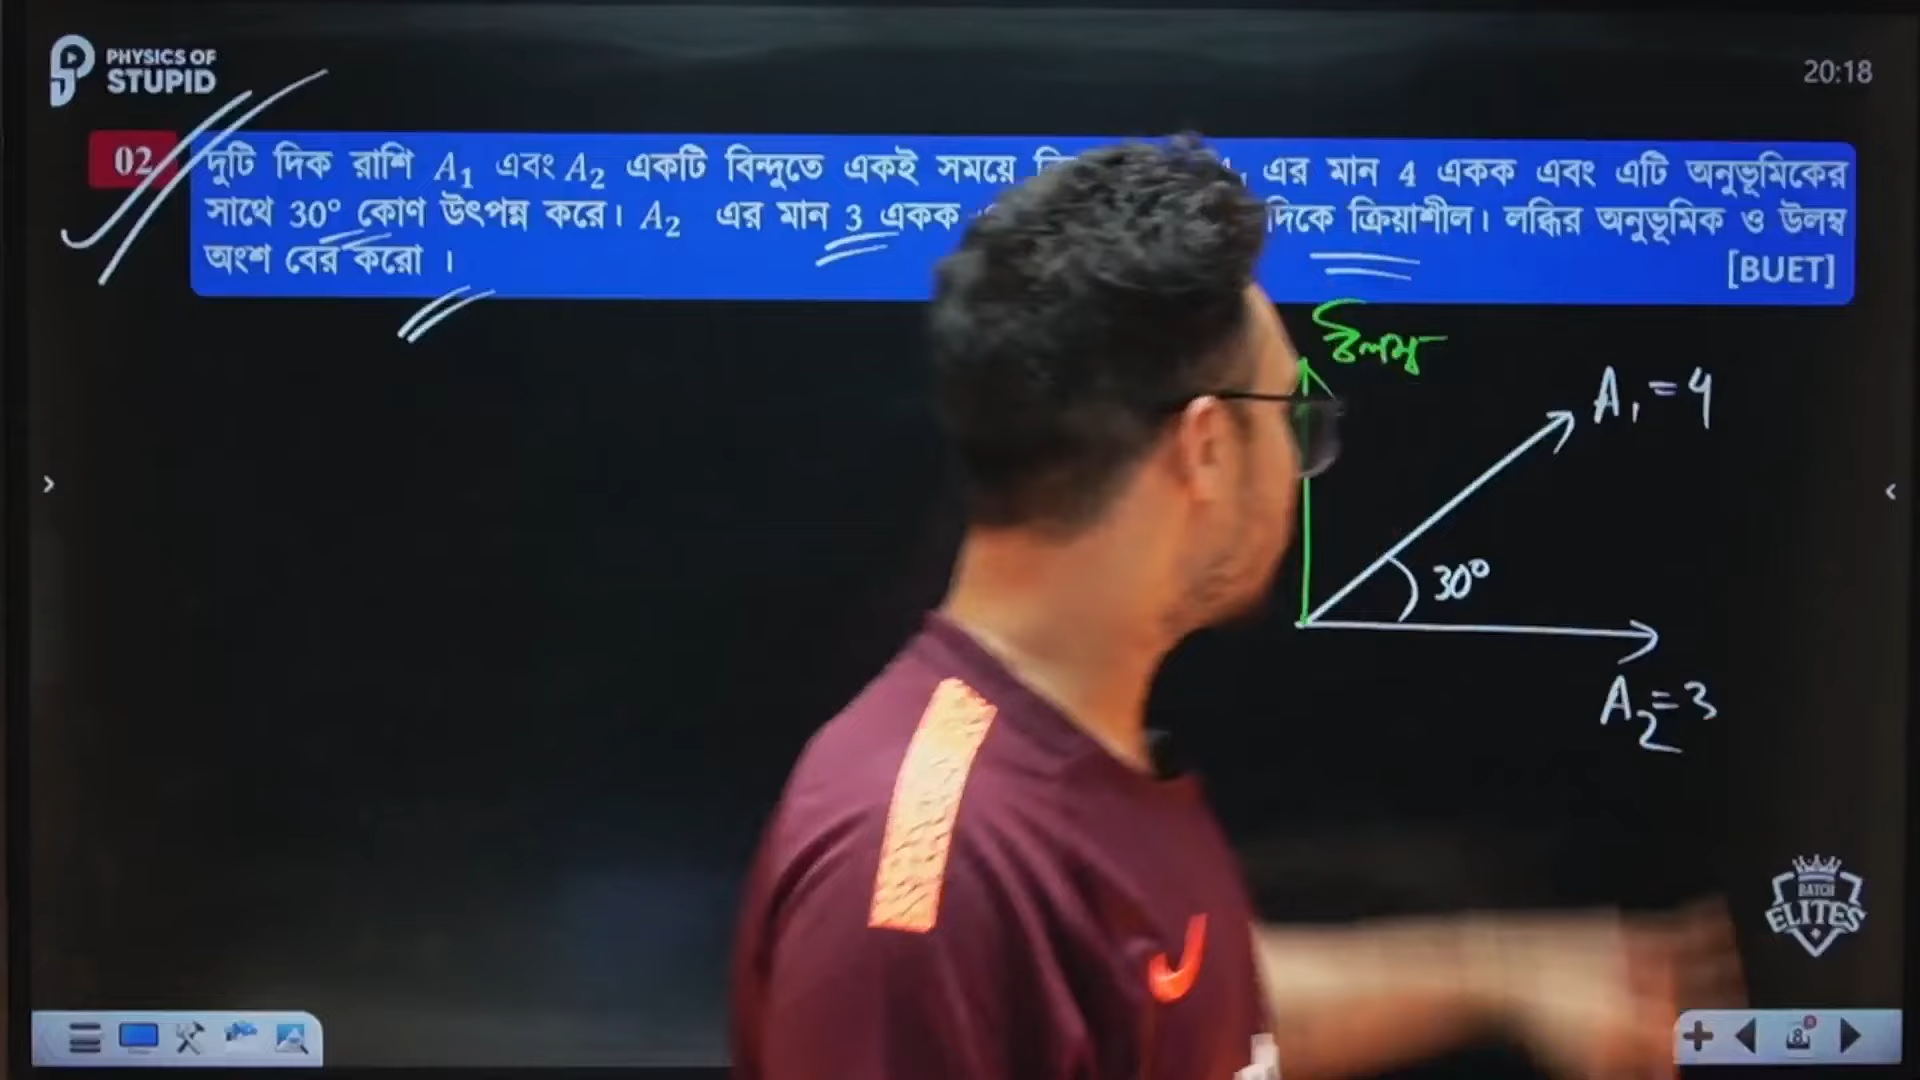 PHYSICS OF
STUPID
20:18
02
দুটি দিক রাশি A₁ এবং A₂ একটি বিন্দুতে একই সময়ে এর মান 4 একক এবং এটি অনুভূমিকের
সাথে 30° কোণ উৎপন্ন করে। A₂ এর মান 3 একক দিকে ক্রিয়াশীল। লব্ধির অনুভূমিক ও উলম্ব
অংশ বের করো ।
[BUET]
উলম্ব
A₁ = 4
30°
A₂ = 3
BATCH
ELITES